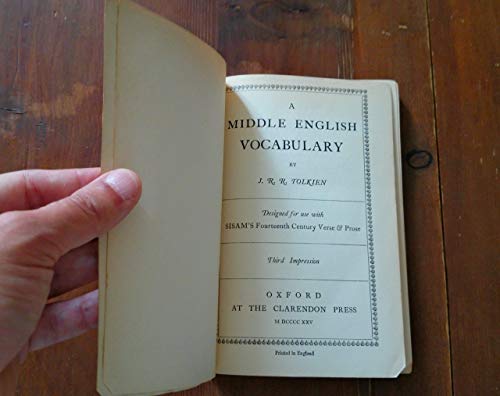 A
MIDDLE ENGLISH
VOCABULARY
BY
J. R. R. TOLKIEN
Designed for use with
SISAM'S Fourteenth Century Verse & Prose
Third Impression
OXFORD
AT THE CLARENDON PRESS
M DCCCC XXV
Printed in England